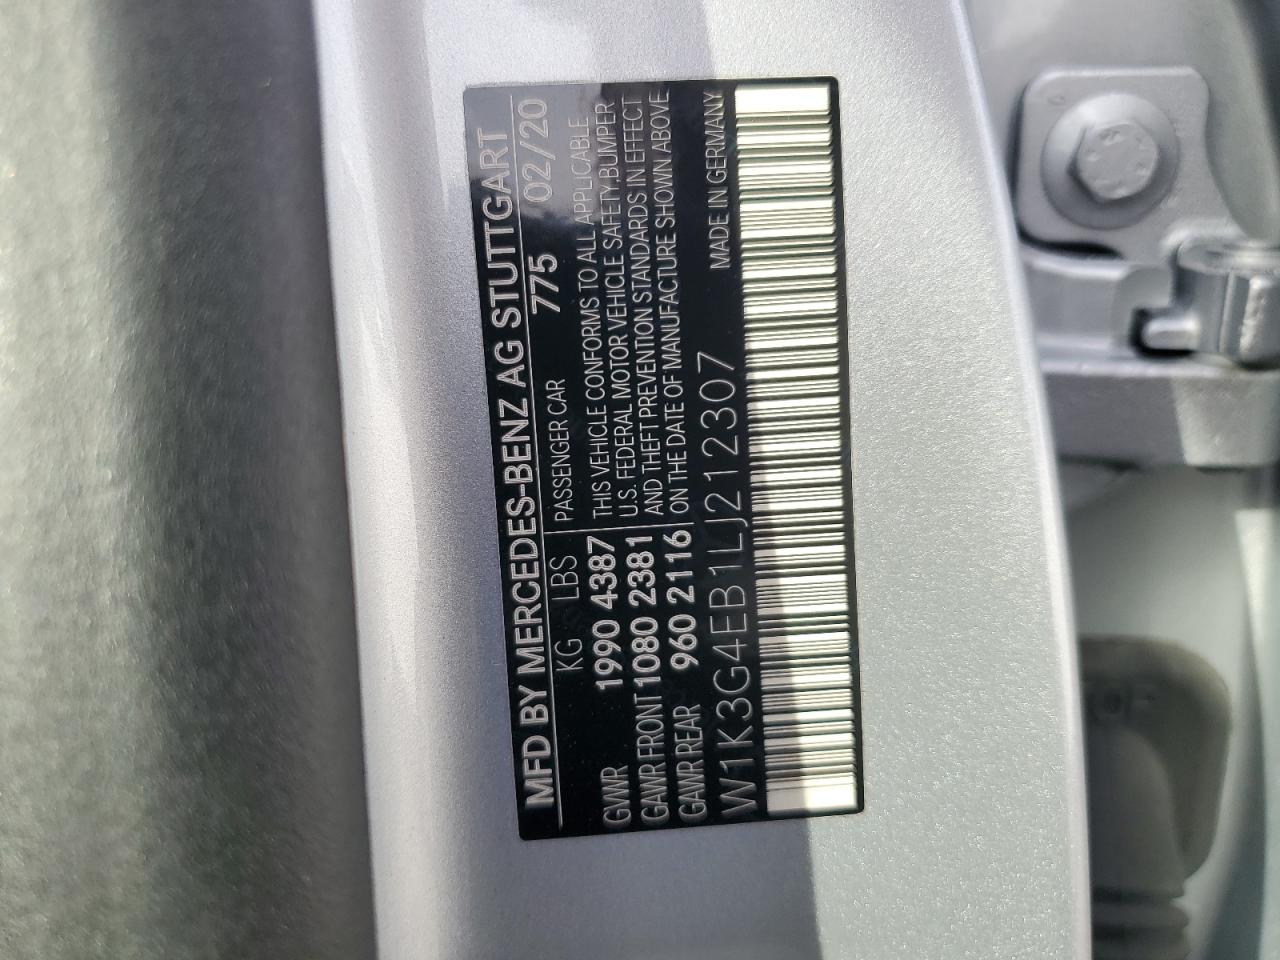 MFD BY MERCEDES-BENZ AG STUTTGART
KG LBS PASSENGER CAR 775 02/20
GVWR 1990 4387 THIS VEHICLE CONFORMS TO ALL APPLICABLE
U.S. FEDERAL MOTOR VEHICLE SAFETY,BUMPER
GAWR FRONT 1080 2381 AND THEFT PREVENTION STANDARDS IN EFFECT
GAWR REAR 960 2116 ON THE DATE OF MANUFACTURE SHOWN ABOVE
MADE IN GERMANY
W1K3G4EB1LJ212307